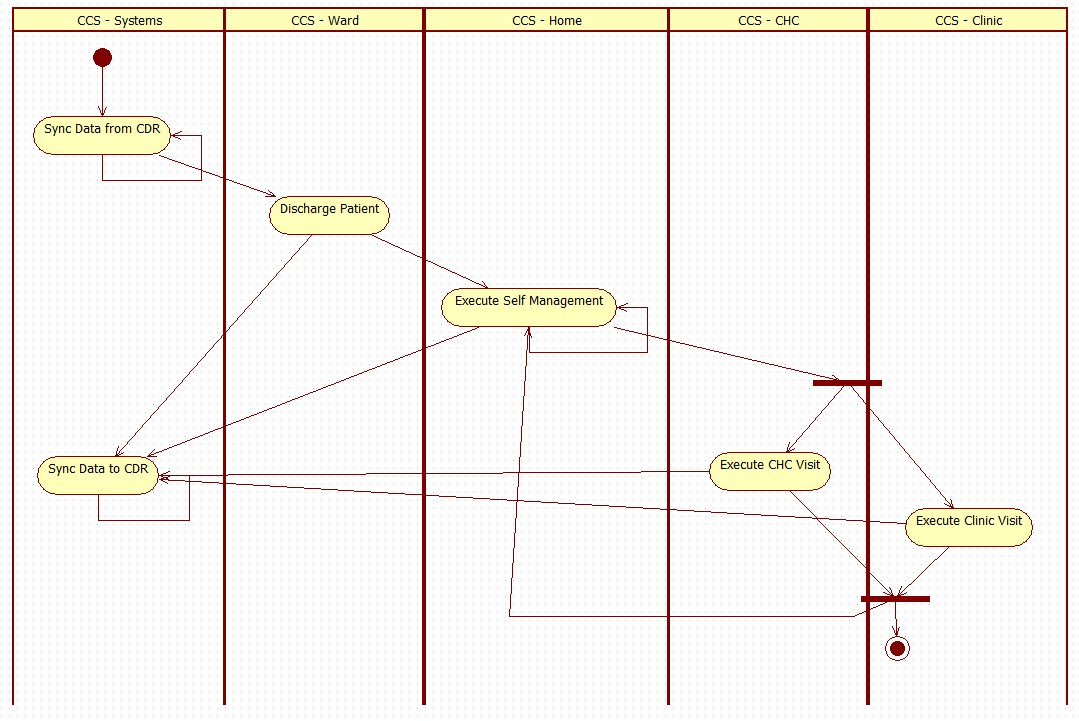 CCS - Systems
CCS - Ward
CCS - Home
CCS - CHC
CCS - Clinic
Sync Data from CDR
Discharge Patient
Execute Self Management
Sync Data to CDR
Execute CHC Visit
Execute Clinic Visit